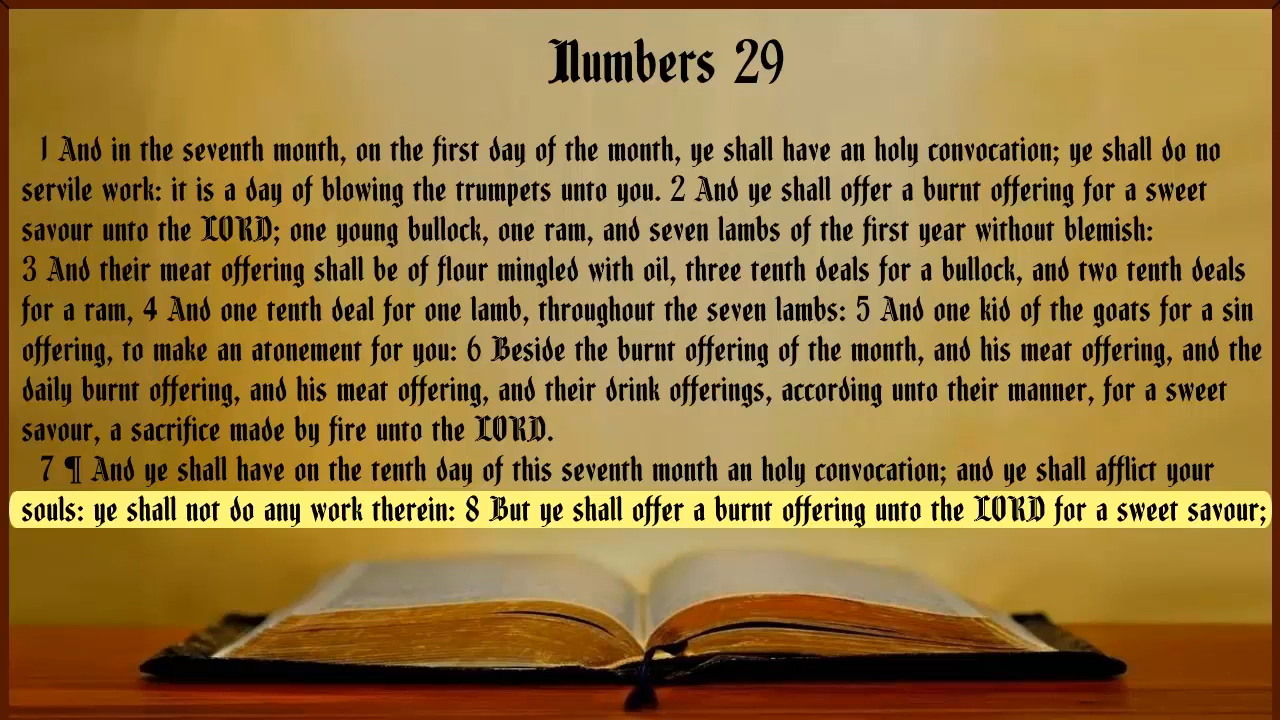 Numbers 29
1 And in the seventh month, on the first day of the month, ye shall have an holy convocation; ye shall do no
servile work: it is a day of blowing the trumpets unto you. 2 And ye shall offer a burnt offering for a sweet
savour unto the LORD; one young bullock, one ram, and seven lambs of the first year without blemish:
3 And their meat offering shall be of flour mingled with oil, three tenth deals for a bullock, and two tenth deals
for a ram, 4 And one tenth deal for one lamb, throughout the seven lambs: 5 And one kid of the goats for a sin
offering, to make an atonement for you: 6 Beside the burnt offering of the month, and his meat offering, and the
daily burnt offering, and his meat offering, and their drink offerings, according unto their manner, for a sweet
savour, a sacrifice made by fire unto the LORD.
7 ¶ And ye shall have on the tenth day of this seventh month an holy convocation; and ye shall afflict your
souls: ye shall not do any work therein: 8 But ye shall offer a burnt offering unto the LORD for a sweet savour;